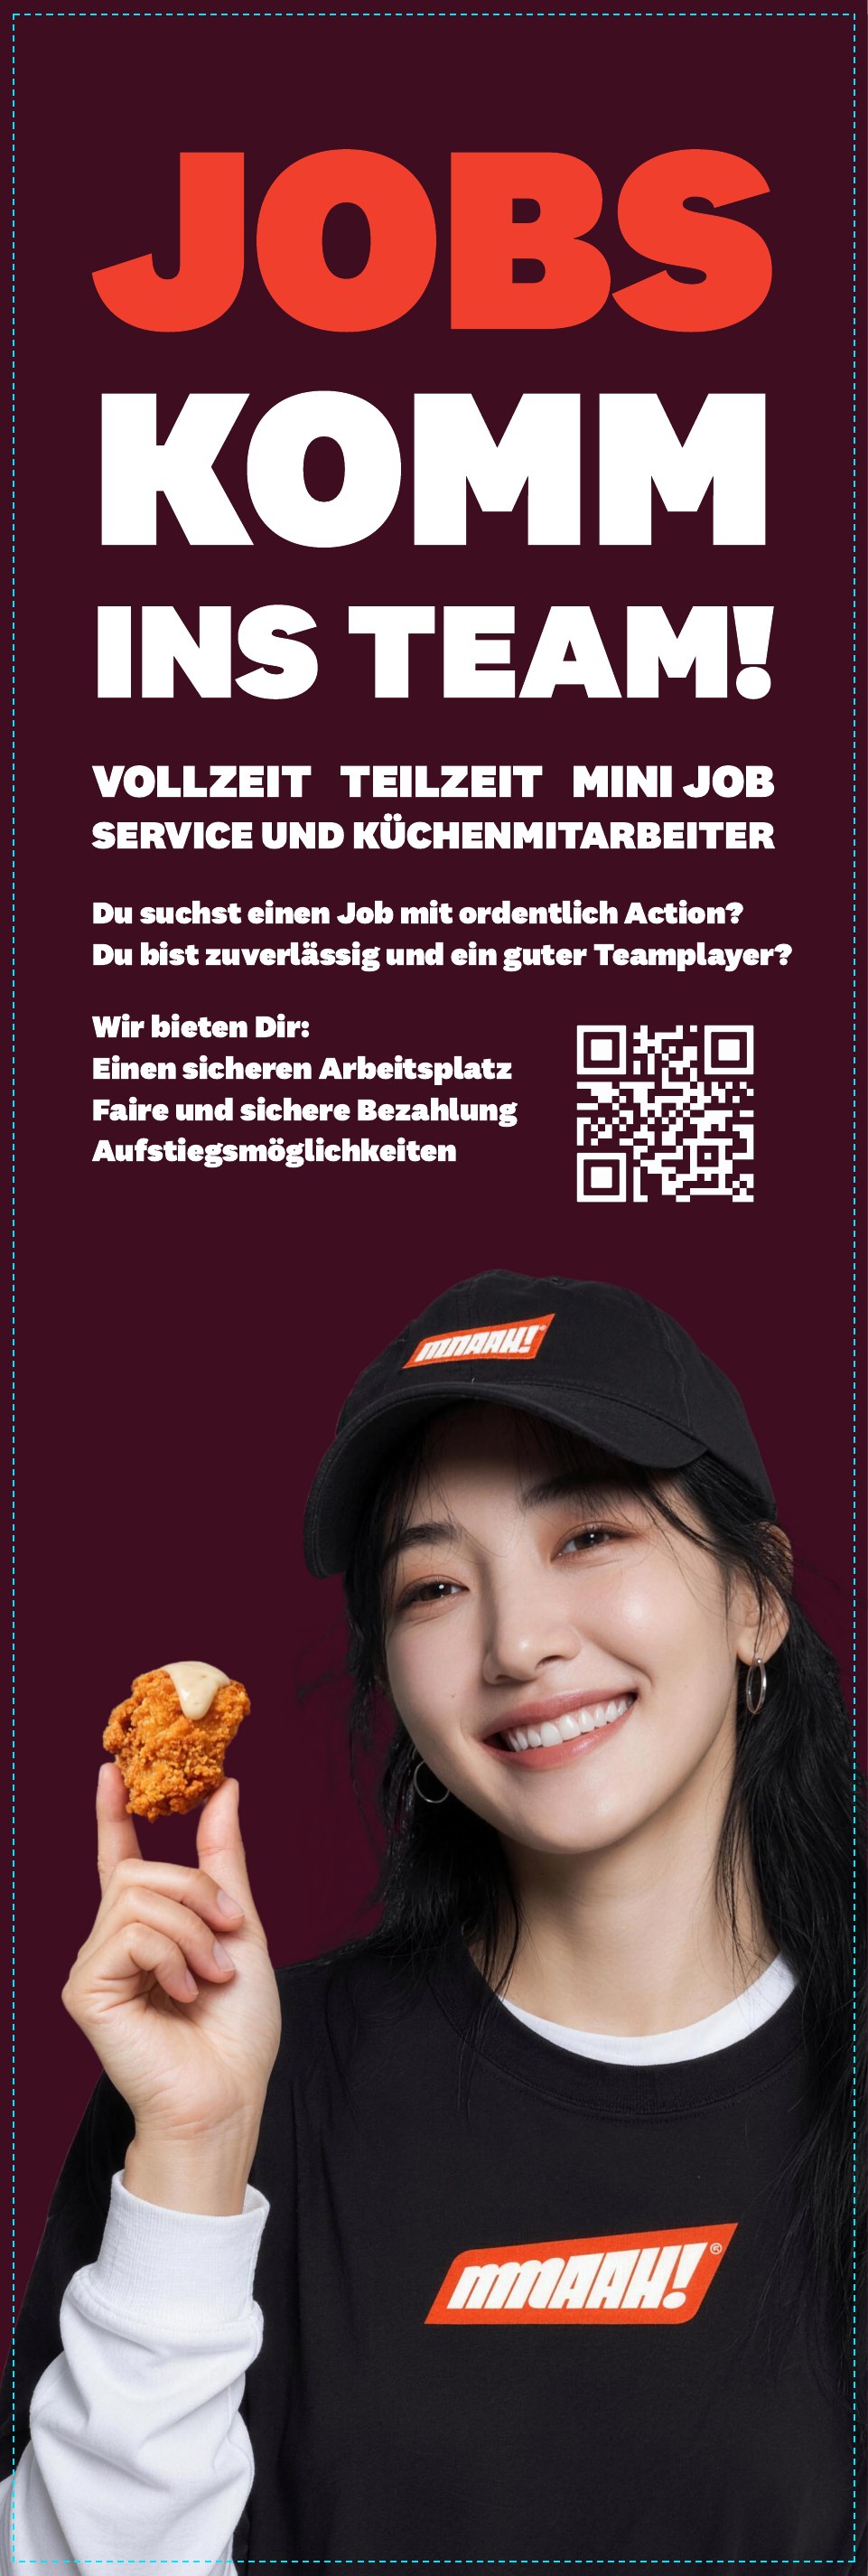 JOBS
KOMM
INS TEAM!
VOLLZEIT TEILZEIT MINI JOB
SERVICE UND KÜCHENMITARBEITER
Du suchst einen Job mit ordentlich Action?
Du bist zuverlässig und ein guter Teamplayer?
Wir bieten Dir:
Einen sicheren Arbeitsplatz
Faire und sichere Bezahlung
Aufstiegsmöglichkeiten
mmAAH!
mmAAH!®